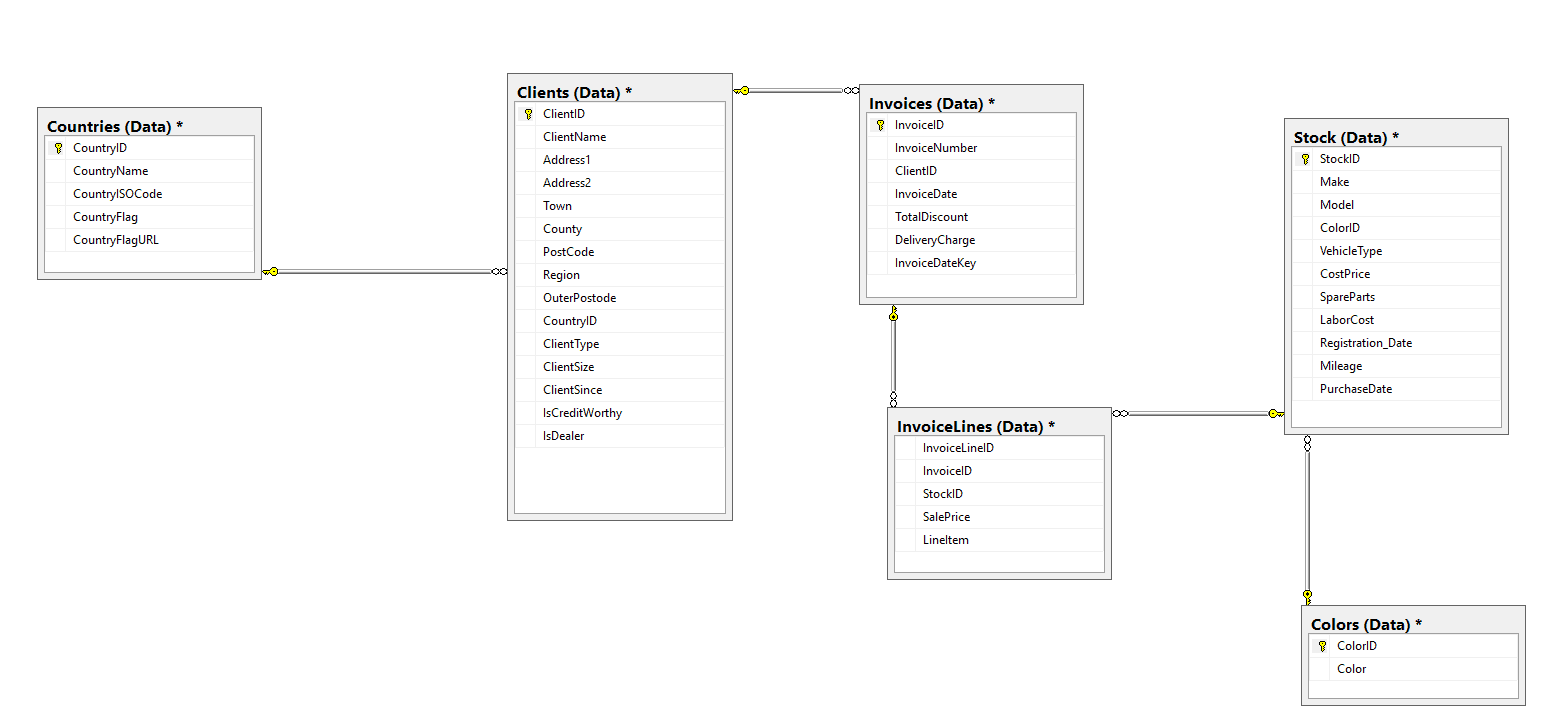 Countries (Data) *
CountryID
CountryName
CountryISOCode
CountryFlag
CountryFlagURL
Clients (Data) *
ClientID
ClientName
Address1
Address2
Town
County
PostCode
Region
OuterPostode
CountryID
ClientType
ClientSize
ClientSince
IsCreditWorthy
IsDealer
Invoices (Data) *
InvoiceID
InvoiceNumber
ClientID
InvoiceDate
TotalDiscount
DeliveryCharge
InvoiceDateKey
InvoiceLines (Data) *
InvoiceLineID
InvoiceID
StockID
SalePrice
LineItem
Stock (Data) *
StockID
Make
Model
ColorID
VehicleType
CostPrice
SpareParts
LaborCost
Registration_Date
Mileage
PurchaseDate
Colors (Data) *
ColorID
Color